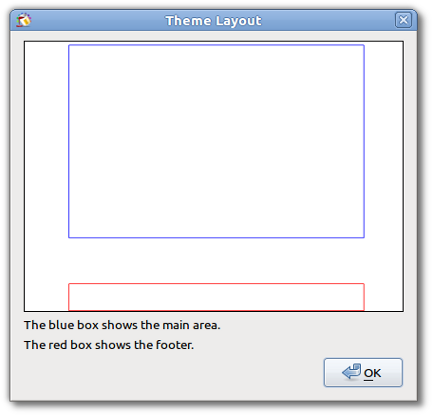 Theme Layout
The blue box shows the main area.
The red box shows the footer.
OK